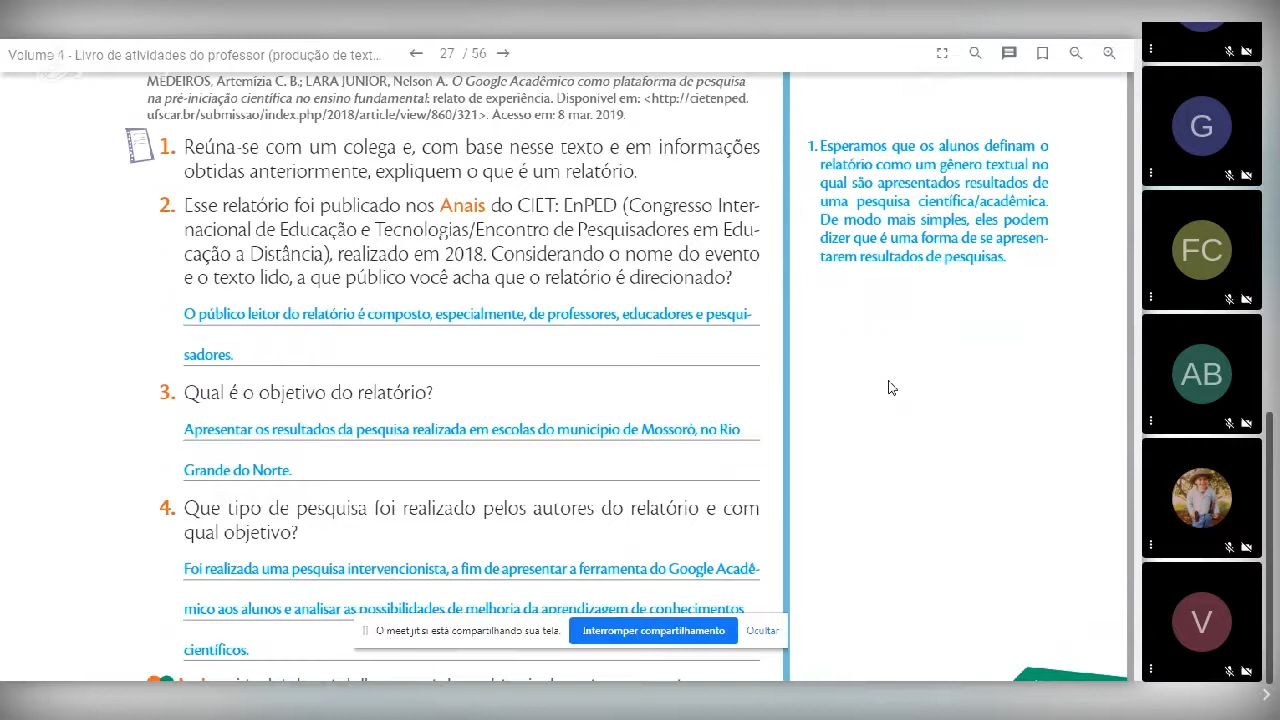 Volume 4 - Livro de atividades do professor (produção de text...
27 / 56
MEDEIROS, Artemizia C. B.; LARA JUNIOR, Nelson A. O Google Acadêmico como plataforma de pesquisa
na pré-iniciação científica no ensino fundamental: relato de experiência. Disponível em: <http://cietenped.
ufscar.br/submissao/index.php/2018/article/view/860/321>. Acesso em: 8 mar. 2019.
1. Reúna-se com um colega e, com base nesse texto e em informações
obtidas anteriormente, expliquem o que é um relatório.
2. Esse relatório foi publicado nos Anais do CIET: EnPED (Congresso Inter-
nacional de Educação e Tecnologias/Encontro de Pesquisadores em Edu-
cação a Distância), realizado em 2018. Considerando o nome do evento
e o texto lido, a que público você acha que o relatório é direcionado?
O público leitor do relatório é composto, especialmente, de professores, educadores e pesqui-
sadores.
3. Qual é o objetivo do relatório?
Apresentar os resultados da pesquisa realizada em escolas do município de Mossoró, no Rio
Grande do Norte.
4. Que tipo de pesquisa foi realizado pelos autores do relatório e com
qual objetivo?
Foi realizada uma pesquisa intervencionista, a fim de apresentar a ferramenta do Google Acadê-
mico aos alunos e analisar as possibilidades de melhoria da aprendizagem de conhecimentos
científicos.
1. Esperamos que os alunos definam o
relatório como um gênero textual no
qual são apresentados resultados de
uma pesquisa científica/acadêmica.
De modo mais simples, eles podem
dizer que é uma forma de se apresen-
tarem resultados de pesquisas.
O meet.jit.si está compartilhando sua tela.
Interromper compartilhamento
Ocultar
G
FC
AB
V